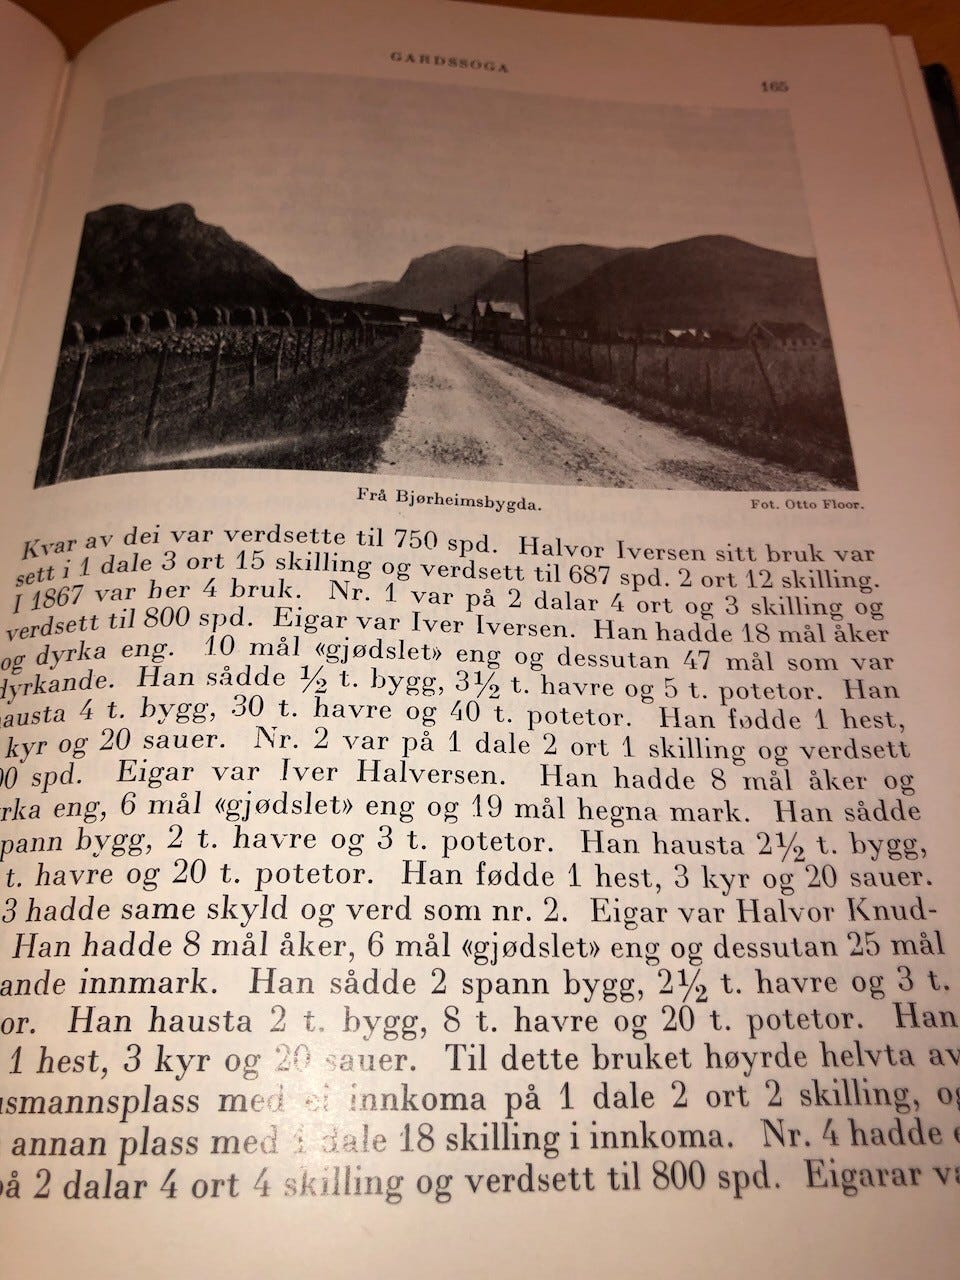 GARDSSOGA
165
Frå Bjørheimsbygda.
Fot. Otto Floor.
Kvar av dei var verdsette til 750 spd. Halvor Iversen sitt bruk var
sett i 1 dale 3 ort 15 skilling og verdsett til 687 spd. 2 ort 12 skilling.
I 1867 var her 4 bruk. Nr. 1 var på 2 dalar 4 ort og 3 skilling og
verdsett til 800 spd. Eigar var Iver Iversen. Han hadde 18 mål åker
og dyrka eng. 10 mål «gjødslet» eng og dessutan 47 mål som var
dyrkande. Han sådde ½ t. bygg, 3½ t. havre og 5 t. potetor. Han
hausta 4 t. bygg, 30 t. havre og 40 t. potetor. Han fødde 1 hest,
kyr og 20 sauer. Nr. 2 var på 1 dale 2 ort 1 skilling og verdsett
00 spd. Eigar var Iver Halversen. Han hadde 8 mål åker og
rka eng, 6 mål «gjødslet» eng og 19 mål hegna mark. Han sådde
pann bygg, 2 t. havre og 3 t. potetor. Han hausta 2½ t. bygg,
t. havre og 20 t. potetor. Han fødde 1 hest, 3 kyr og 20 sauer.
3 hadde same skyld og verd som nr. 2. Eigar var Halvor Knud-
Han hadde 8 mål åker, 6 mål «gjødslet» eng og dessutan 25 mål
ande innmark. Han sådde 2 spann bygg, 2½ t. havre og 3 t.
or. Han hausta 2 t. bygg, 8 t. havre og 20 t. potetor. Han
1 hest, 3 kyr og 20 sauer. Til dette bruket høyrde helvta av
usmannsplass med ei innkoma på 1 dale 2 ort 2 skilling, og
annan plass med 1 dale 18 skilling i innkoma. Nr. 4 hadde
på 2 dalar 4 ort 4 skilling og verdsett til 800 spd. Eigarar va